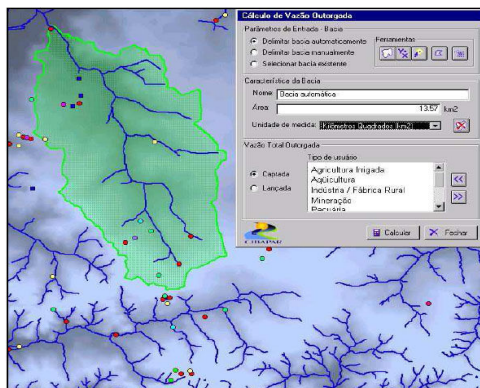 Cálculo de Vazão Outorgada
Parâmetros de Entrada - Bacia
Delimitar bacia automaticamente
Delimitar bacia manualmente
Selecionar bacia existente
Ferramentas
Característica da Bacia
Nome: Bacia automática
Área: 13.57 km2
Unidade de medida: Kilômetros Quadrados (km2)
Vazão Total Outorgada
Tipo de usuário
Captada
Lançada
Agricultura Irrigada
Aqüicultura
Indústria / Fábrica Rural
Mineração
Pecuária
<<
>>
Calcular
Fechar